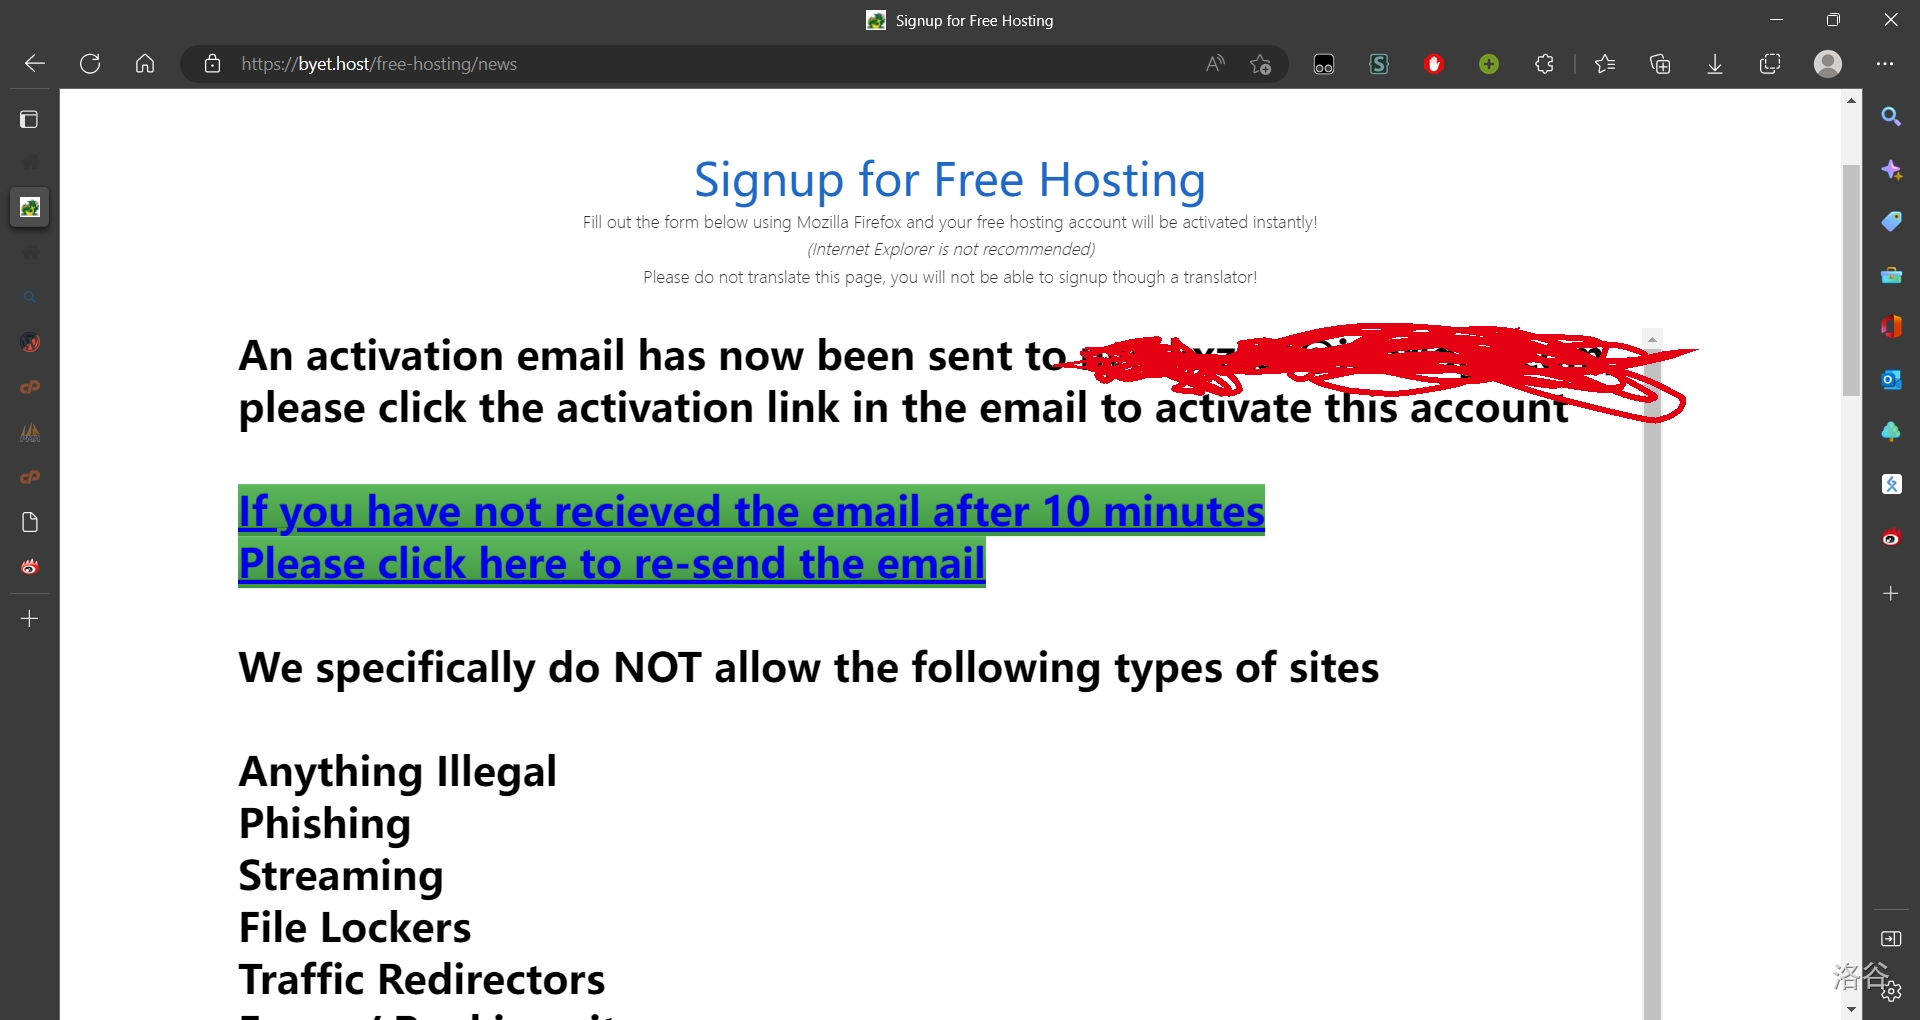 Signup for Free Hosting
https://byet.host/free-hosting/news
Signup for Free Hosting
Fill out the form below using Mozilla Firefox and your free hosting account will be activated instantly!
(Internet Explorer is not recommended)
Please do not translate this page, you will not be able to signup though a translator!
An activation email has now been sent to
please click the activation link in the email to activate this account
If you have not recieved the email after 10 minutes
Please click here to re-send the email
We specifically do NOT allow the following types of sites
Anything Illegal
Phishing
Streaming
File Lockers
Traffic Redirectors
洛谷